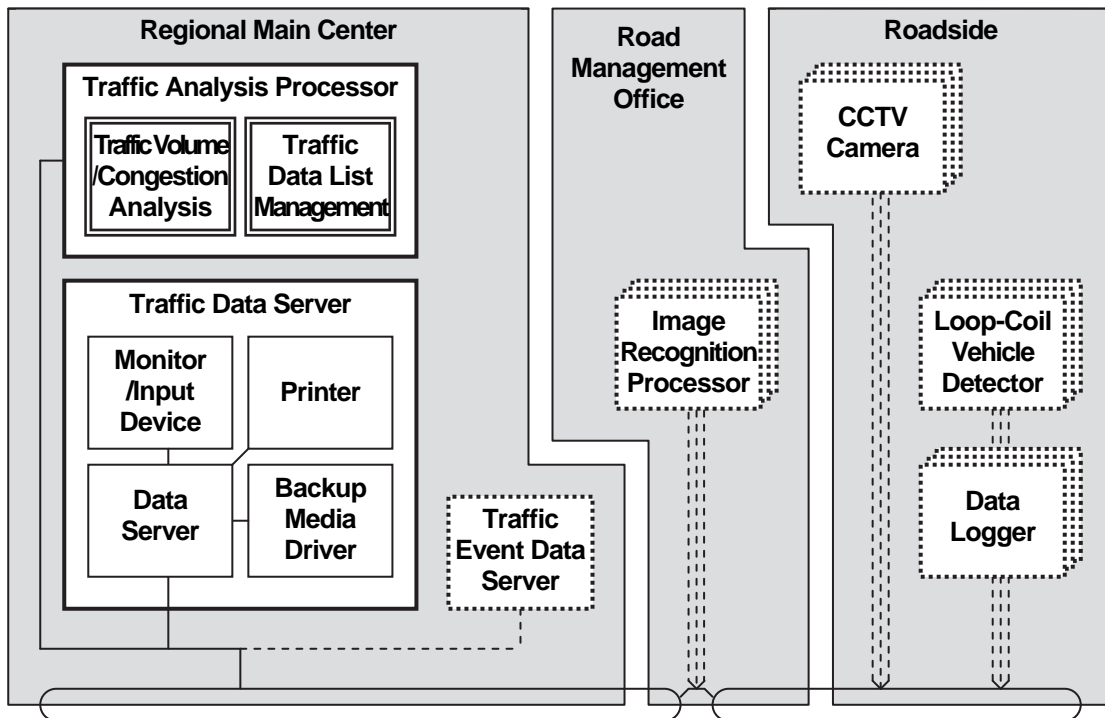 Regional Main Center
Traffic Analysis Processor
Traffic Volume
/Congestion
Analysis
Traffic
Data List
Management
Traffic Data Server
Monitor
/Input
Device
Printer
Data
Server
Backup
Media
Driver
Traffic
Event Data
Server
Road
Management
Office
Image
Recognition
Processor
Roadside
CCTV
Camera
Loop-Coil
Vehicle
Detector
Data
Logger